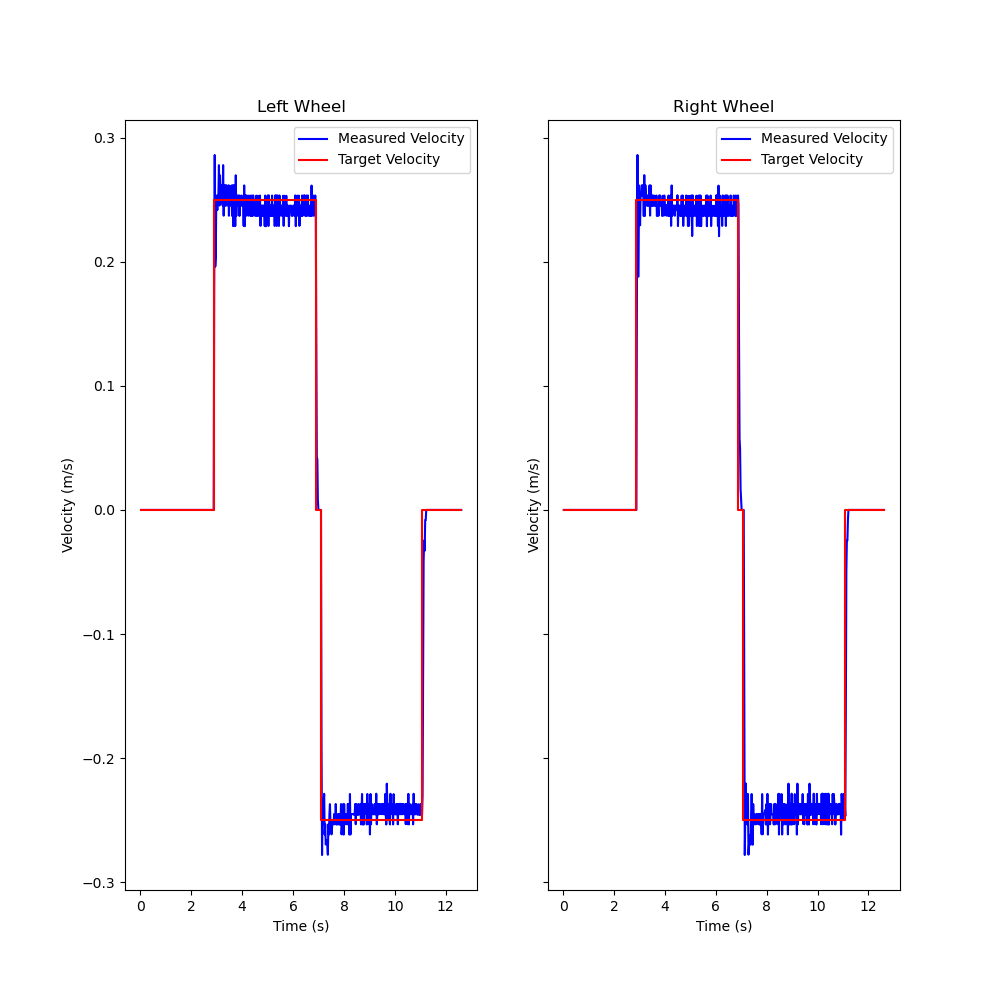 Left Wheel
Measured Velocity
Target Velocity
0.3
0.2
0.1
0.0
−0.1
−0.2
−0.3
Velocity (m/s)
0 2 4 6 8 10 12
Time (s)
Right Wheel
Measured Velocity
Target Velocity
Velocity (m/s)
0 2 4 6 8 10 12
Time (s)